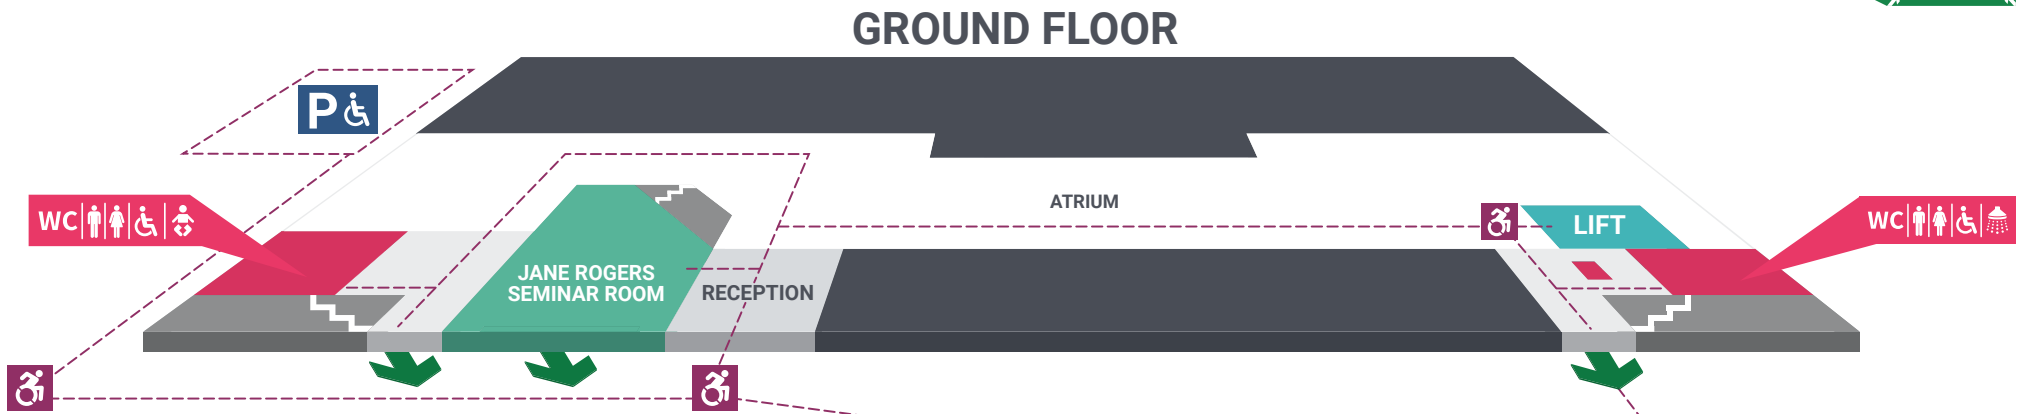 GROUND FLOOR
P
ATRIUM
WC
LIFT
WC
JANE ROGERS
SEMINAR ROOM
RECEPTION